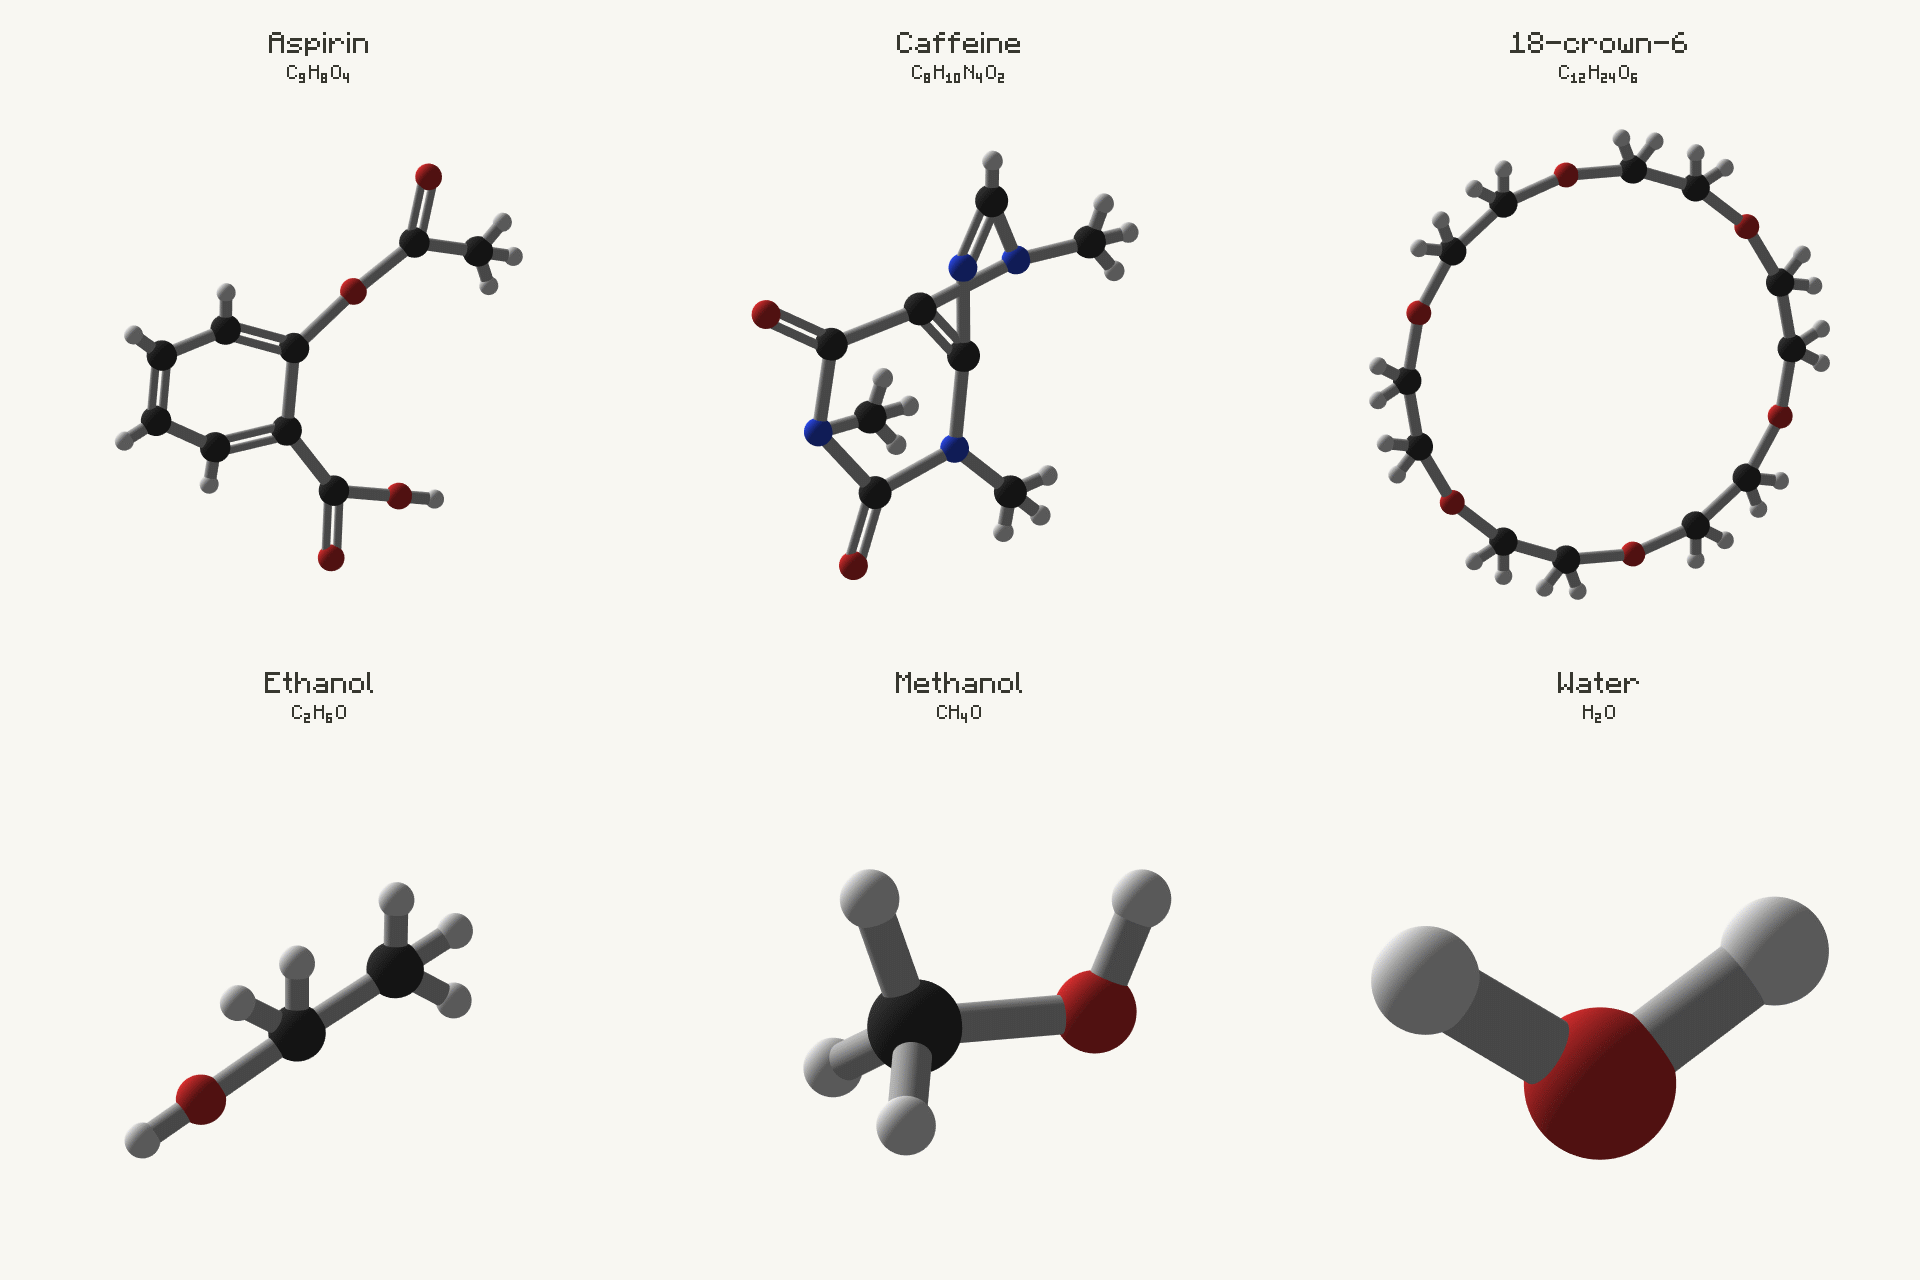 Aspirin
C₉H₈O₄
Caffeine
C₈H₁₀N₄O₂
18-crown-6
C₁₂H₂₄O₆
Ethanol
C₂H₆O
Methanol
CH₄O
Water
H₂O